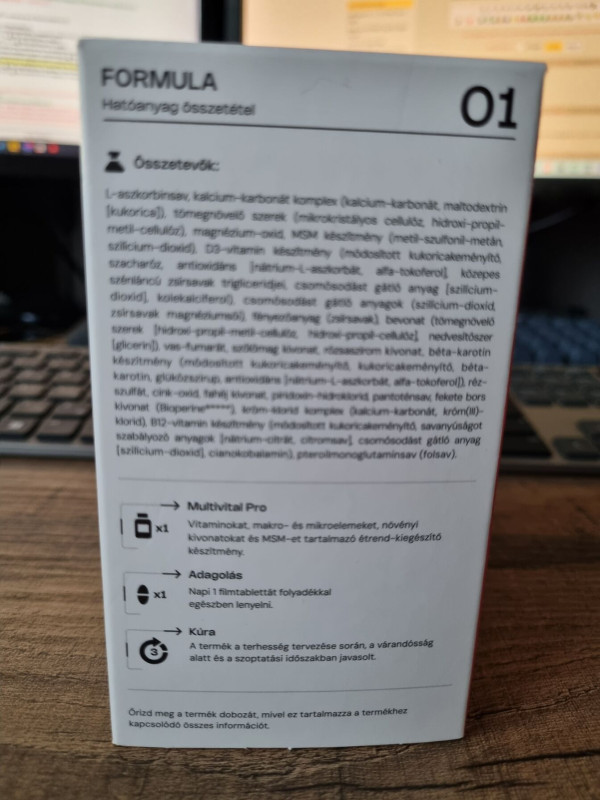 FORMULA
Hatóanyag összetétel
01
Összetevők:
L-aszkorbinsav, kalcium-karbonát komplex (kalcium-karbonát, maltodextrin
[kukorica]), tömegnövelő szerek (mikrokristályos cellulóz, hidroxi-propil-
metil-cellulóz), magnézium-oxid, MSM készítmény (metil-szulfonil-metán,
szilícium-dioxid), D3-vitamin készítmény (módosított kukoricakeményítő,
szacharóz, antioxidáns [nátrium-L-aszkorbát, alfa-tokoferol], közepes
szénláncú zsírsavak trigliceridjei, csomósodást gátló anyag [szilícium-
dioxid], kolekalciferol), csomósodást gátló anyagok (szilícium-dioxid,
zsírsavak magnéziumsói), fényezőanyag (zsírsavak), bevonat (tömegnövelő
szerek [hidroxi-propil-metil-cellulóz, hidroxi-propil-cellulóz], nedvesítőszer
[glicerin]), vas-fumarát, szőlőmag kivonat, rózsaszirom kivonat, béta-karotin
készítmény (módosított kukoricakeményítő, kukoricakeményítő, béta-
karotin, glükózszirup, antioxidáns [nátrium-L-aszkorbát, alfa-tokoferol]), réz-
szulfát, cink-oxid, fahéj kivonat, piridoxin-hidroklorid, pantoténsav, fekete bors
kivonat (Bioperine*****), króm-klorid komplex (kalcium-karbonát, króm(III)-
klorid), B12-vitamin készítmény (módosított kukoricakeményítő, savanyúságot
szabályozó anyagok [nátrium-citrát, citromsav], csomósodást gátló anyag
[szilícium-dioxid], cianokobalamin), pteroilmonoglutaminsav (folsav).
Multivital Pro
x1
Vitaminokat, makro- és mikroelemeket, növényi
kivonatokat és MSM-et tartalmazó étrend-kiegészítő
készítmény.
Adagolás
x1
Napi 1 filmtablettát folyadékkal
egészben lenyelni.
Kúra
3
A termék a terhesség tervezése során, a várandósság
alatt és a szoptatási időszakban javasolt.
Őrizd meg a termék dobozát, mivel ez tartalmazza a termékhez
kapcsolódó összes információt.